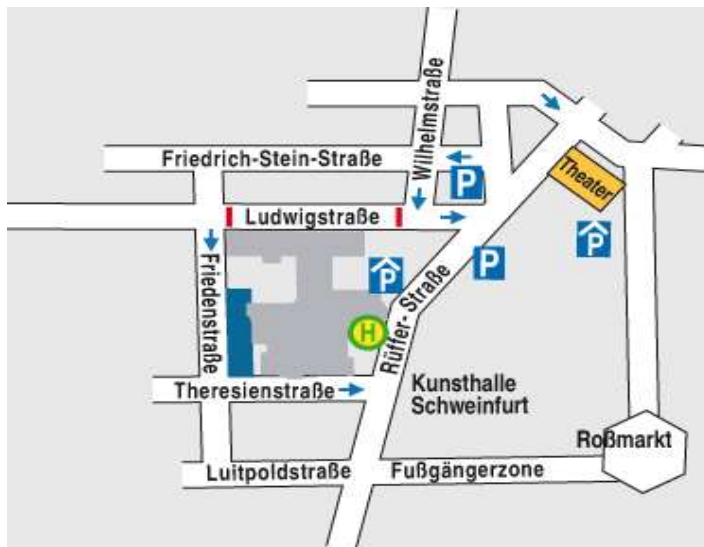 Wilhelmstraße
Friedrich-Stein-Straße
P
Theater
Ludwigstraße
P
P
P
Friedenstraße
H
Rüffer-Straße
Theresienstraße
Kunsthalle
Schweinfurt
Roßmarkt
Luitpoldstraße
Fußgängerzone